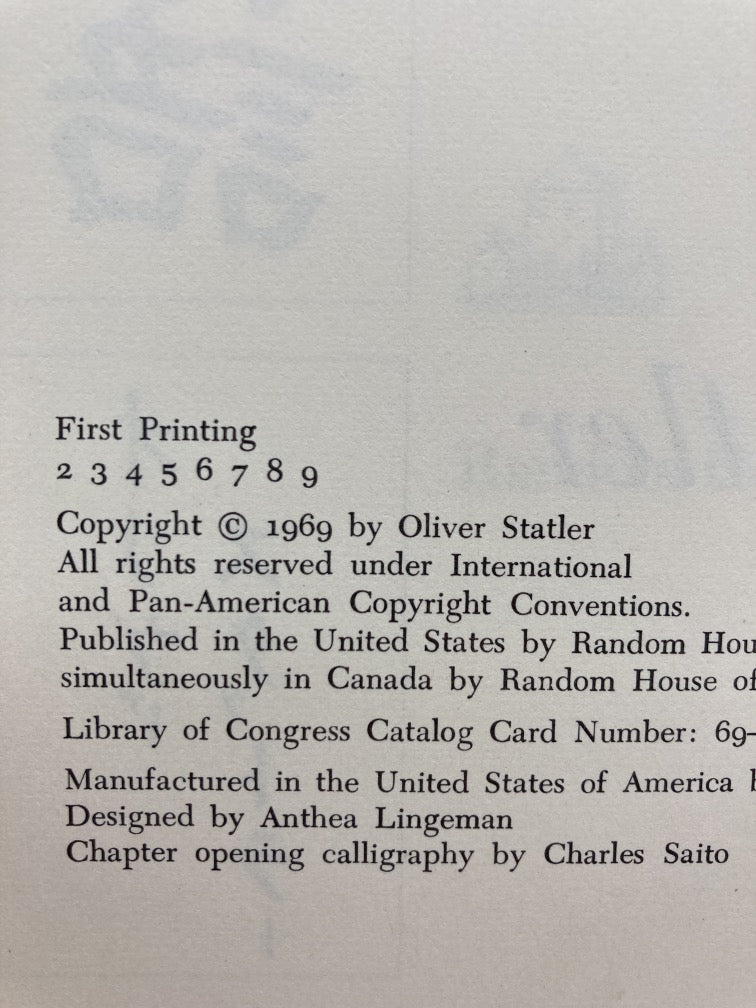 First Printing
2 3 4 5 6 7 8 9
Copyright © 1969 by Oliver Statler
All rights reserved under International
and Pan-American Copyright Conventions.
Published in the United States by Random Hou
simultaneously in Canada by Random House of
Library of Congress Catalog Card Number: 69-
Manufactured in the United States of America b
Designed by Anthea Lingeman
Chapter opening calligraphy by Charles Saito